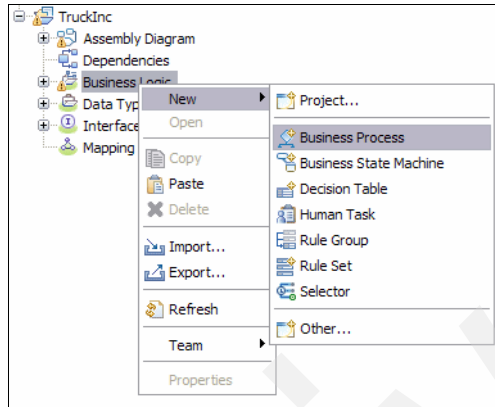 TruckInc
Assembly Diagram
Dependencies
Business Logic
Data Typ
Interface
Mapping
New
Open
Copy
Paste
Delete
Import...
Export...
Refresh
Team
Properties
Project...
Business Process
Business State Machine
Decision Table
Human Task
Rule Group
Rule Set
Selector
Other...